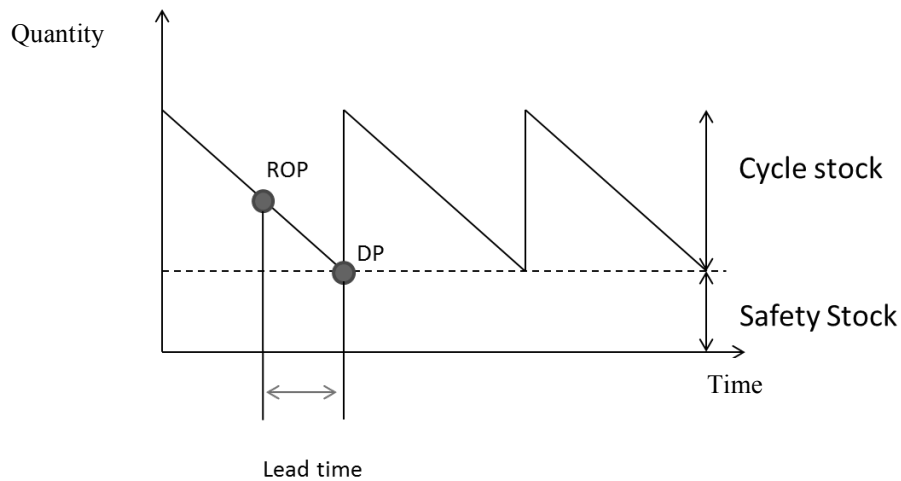 Quantity
ROP
Cycle stock
DP
Safety Stock
Time
Lead time